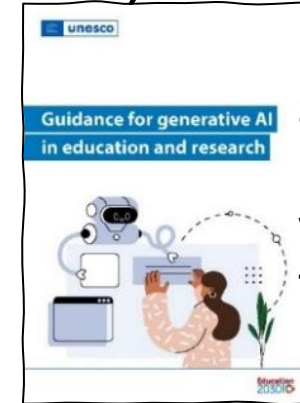 unesco
Guidance for generative AI
in education and research
Education
2030